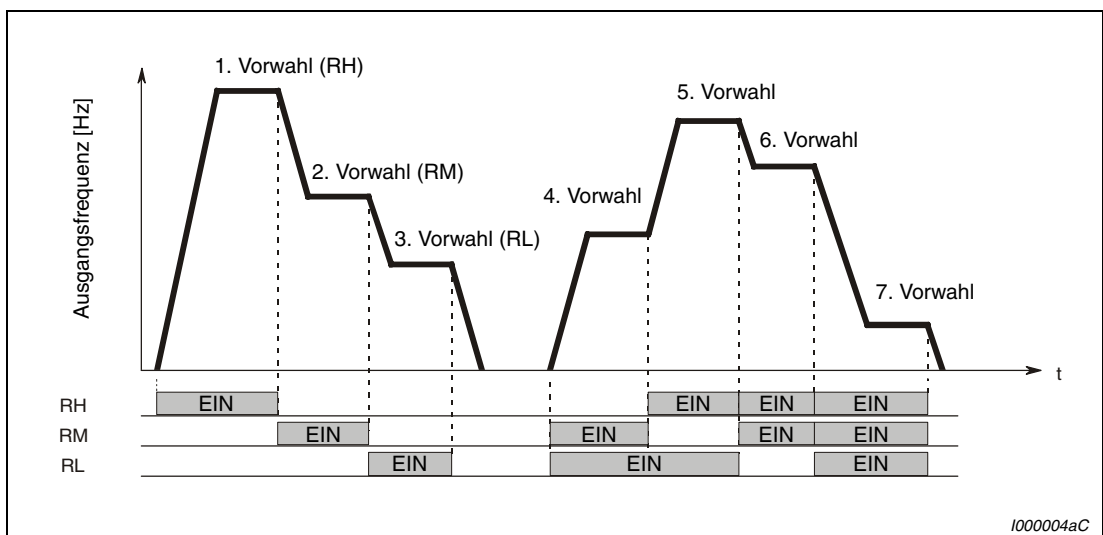 1. Vorwahl (RH)
5. Vorwahl
6. Vorwahl
2. Vorwahl (RM)
4. Vorwahl
3. Vorwahl (RL)
7. Vorwahl
Ausgangsfrequenz [Hz]
t
RH EIN EIN EIN EIN
RM EIN EIN EIN EIN
RL EIN EIN EIN
I000004aC